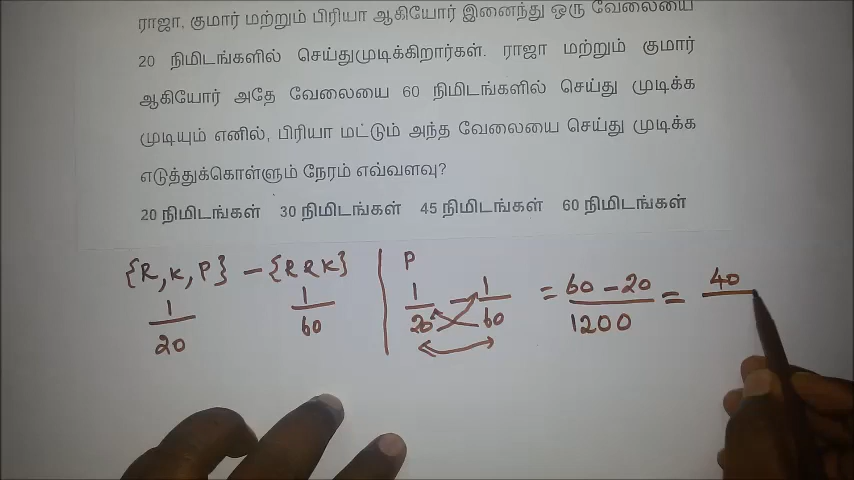 ராஜா, குமார் மற்றும் பிரியா ஆகியோர் இணைந்து ஒரு வேலையை
20 நிமிடங்களில் செய்துமுடிக்கிறார்கள். ராஜா மற்றும் குமார்
ஆகியோர் அதே வேலையை 60 நிமிடங்களில் செய்து முடிக்க
முடியும் எனில், பிரியா மட்டும் அந்த வேலையை செய்து முடிக்க
எடுத்துக்கொள்ளும் நேரம் எவ்வளவு?
20 நிமிடங்கள் 30 நிமிடங்கள் 45 நிமிடங்கள் 60 நிமிடங்கள்
{R, K, P} - {R & K} P
1/20 1/60 1/20 - 1/60 = 60 - 20/1200 = 40